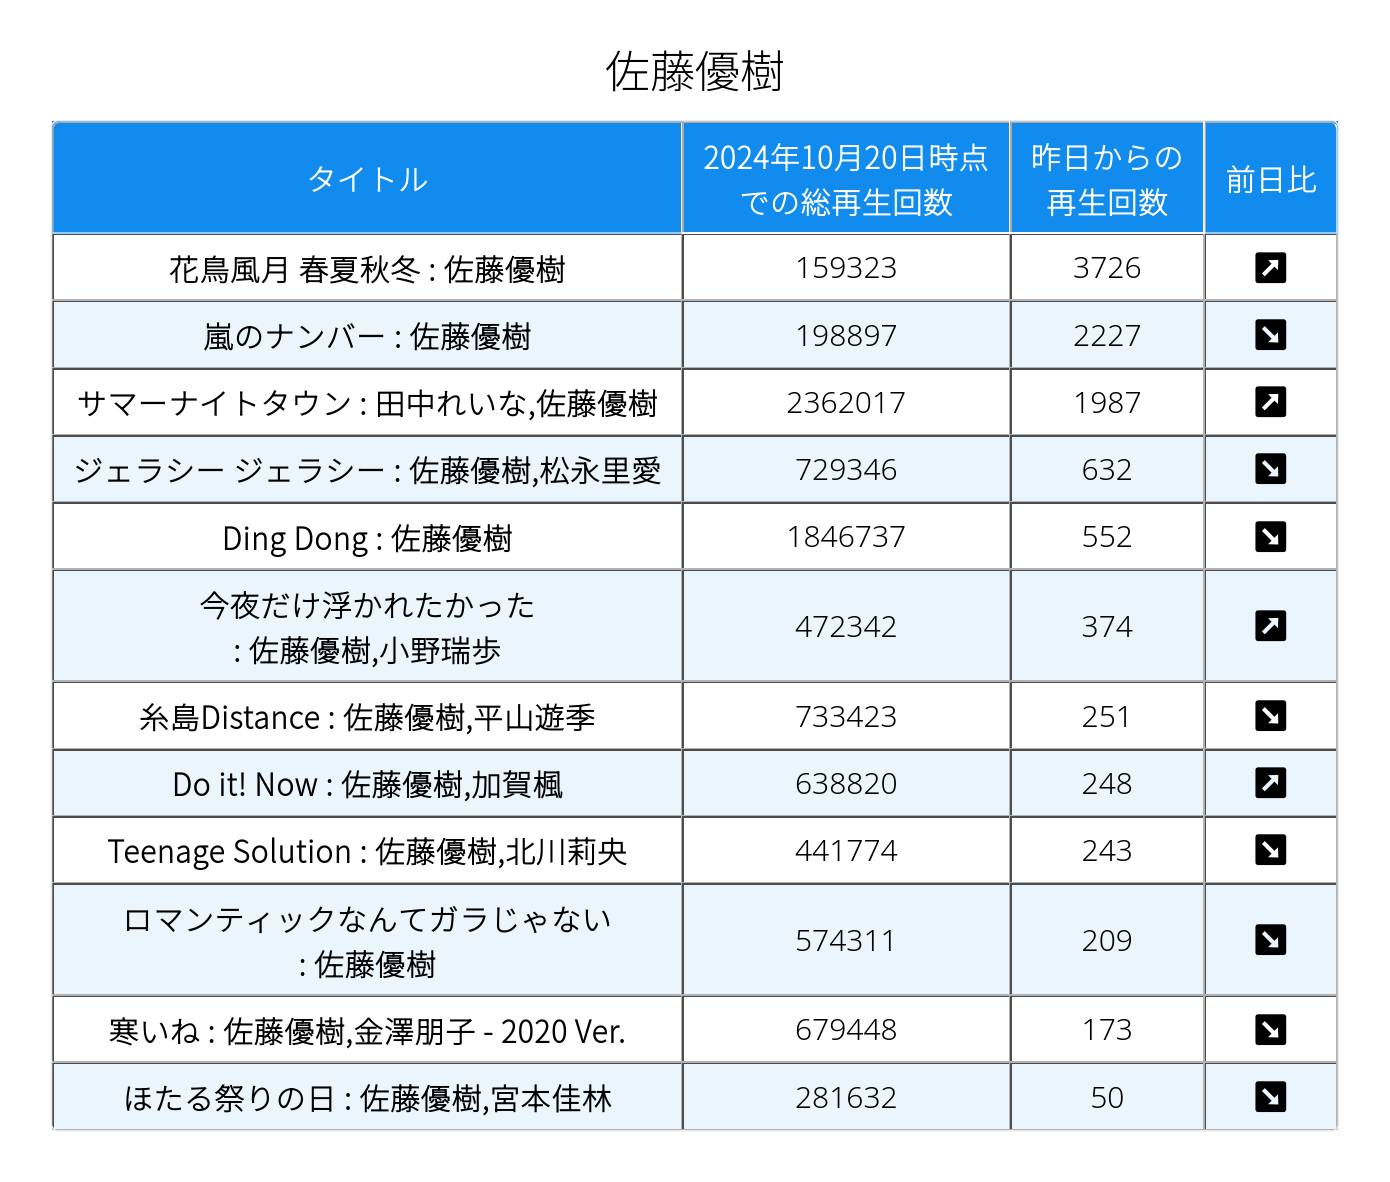 佐藤優樹
タイトル
2024年10月20日時点
での総再生回数
昨日からの
再生回数
前日比
花鳥風月 春夏秋冬 : 佐藤優樹 159323 3726
嵐のナンバー : 佐藤優樹 198897 2227
サマーナイトタウン : 田中れいな,佐藤優樹 2362017 1987
ジェラシー ジェラシー : 佐藤優樹,松永里愛 729346 632
Ding Dong : 佐藤優樹 1846737 552
今夜だけ浮かれたかった
: 佐藤優樹,小野瑞歩 472342 374
糸島Distance : 佐藤優樹,平山遊季 733423 251
Do it! Now : 佐藤優樹,加賀楓 638820 248
Teenage Solution : 佐藤優樹,北川莉央 441774 243
ロマンティックなんてガラじゃない
: 佐藤優樹 574311 209
寒いね : 佐藤優樹,金澤朋子 - 2020 Ver. 679448 173
ほたる祭りの日 : 佐藤優樹,宮本佳林 281632 50